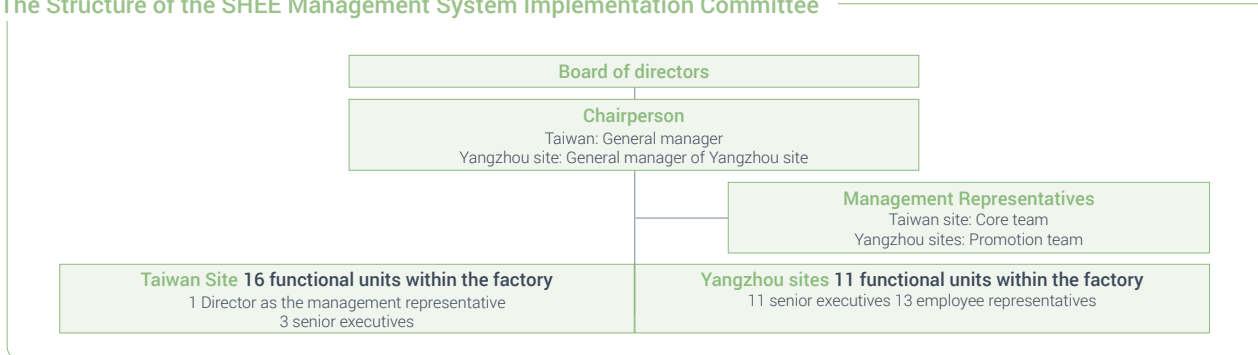 The Structure of the SHEE Management System Implementation Committee
Board of directors
Chairperson
Taiwan: General manager
Yangzhou site: General manager of Yangzhou site
Management Representatives
Taiwan site: Core team
Yangzhou sites: Promotion team
Taiwan Site 16 functional units within the factory
1 Director as the management representative
3 senior executives
Yangzhou sites 11 functional units within the factory
11 senior executives 13 employee representatives